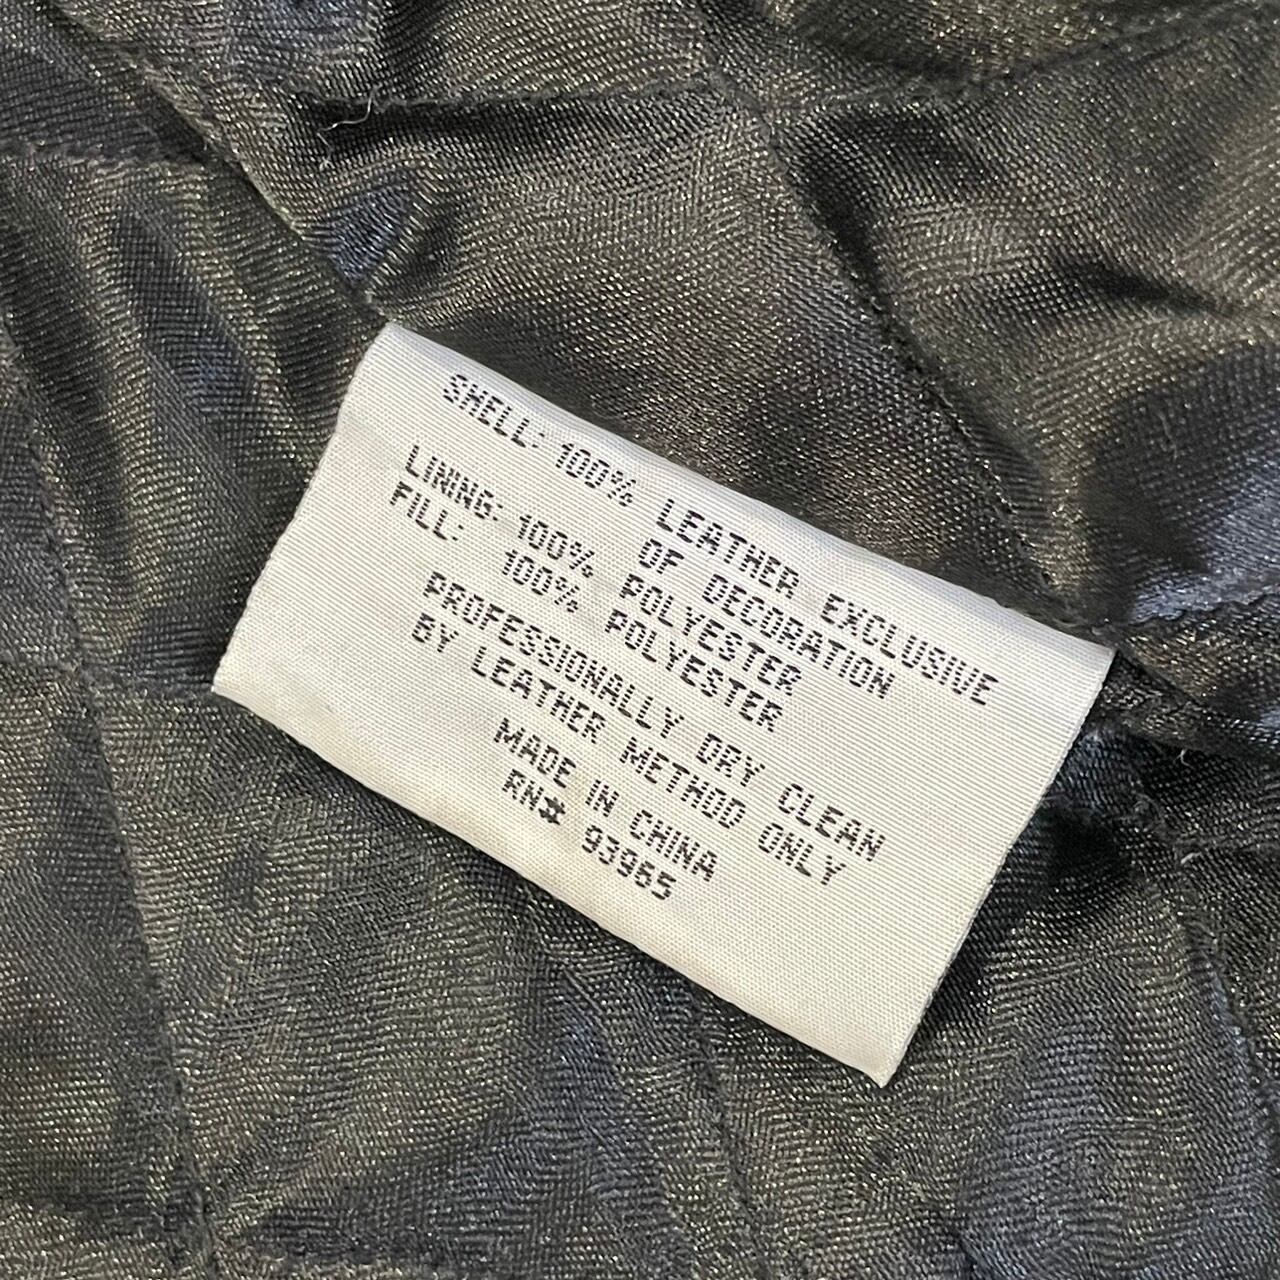 SHELL: 100% LEATHER EXCLUSIVE
OF DECORATION
LINING: 100% POLYESTER
FILL: 100% POLYESTER
PROFESSIONALLY DRY CLEAN
BY LEATHER METHOD ONLY
MADE IN CHINA
RN# 93965